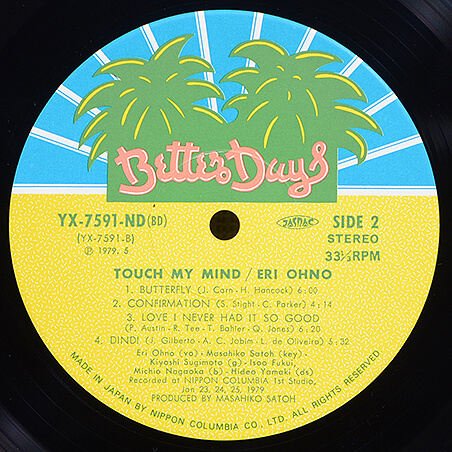 Better Days
YX-7591-ND(BD)
(YX-7591-B)
Ⓟ 1979. 5
JASRAC
SIDE 2
STEREO
33⅓RPM
TOUCH MY MIND / ERI OHNO
1. BUTTERFLY (J. Carn - H. Hancock) 6:00
2. CONFIRMATION (S. Stight - C. Parker) 4:14
3. LOVE I NEVER HAD IT SO GOOD
(P. Austin - R. Tee - T. Bahler - Q. Jones) 6:20
4. DINDI (J. Gilberto - A. C. Jobim - L. de Oliveira) 5:32
Eri Ohno (vo) - Masahiko Satoh (key) -
Kiyoshi Sugimoto (g) - Isao Fukui,
Michio Nagaoka (b) - Hideo Yamaki (ds)
Recorded at NIPPON COLUMBIA 1st Studio,
Jan 23, 24, 25, 1979
PRODUCED BY MASAHIKO SATOH
MADE IN JAPAN BY NIPPON COLUMBIA CO., LTD. ALL RIGHTS RESERVED